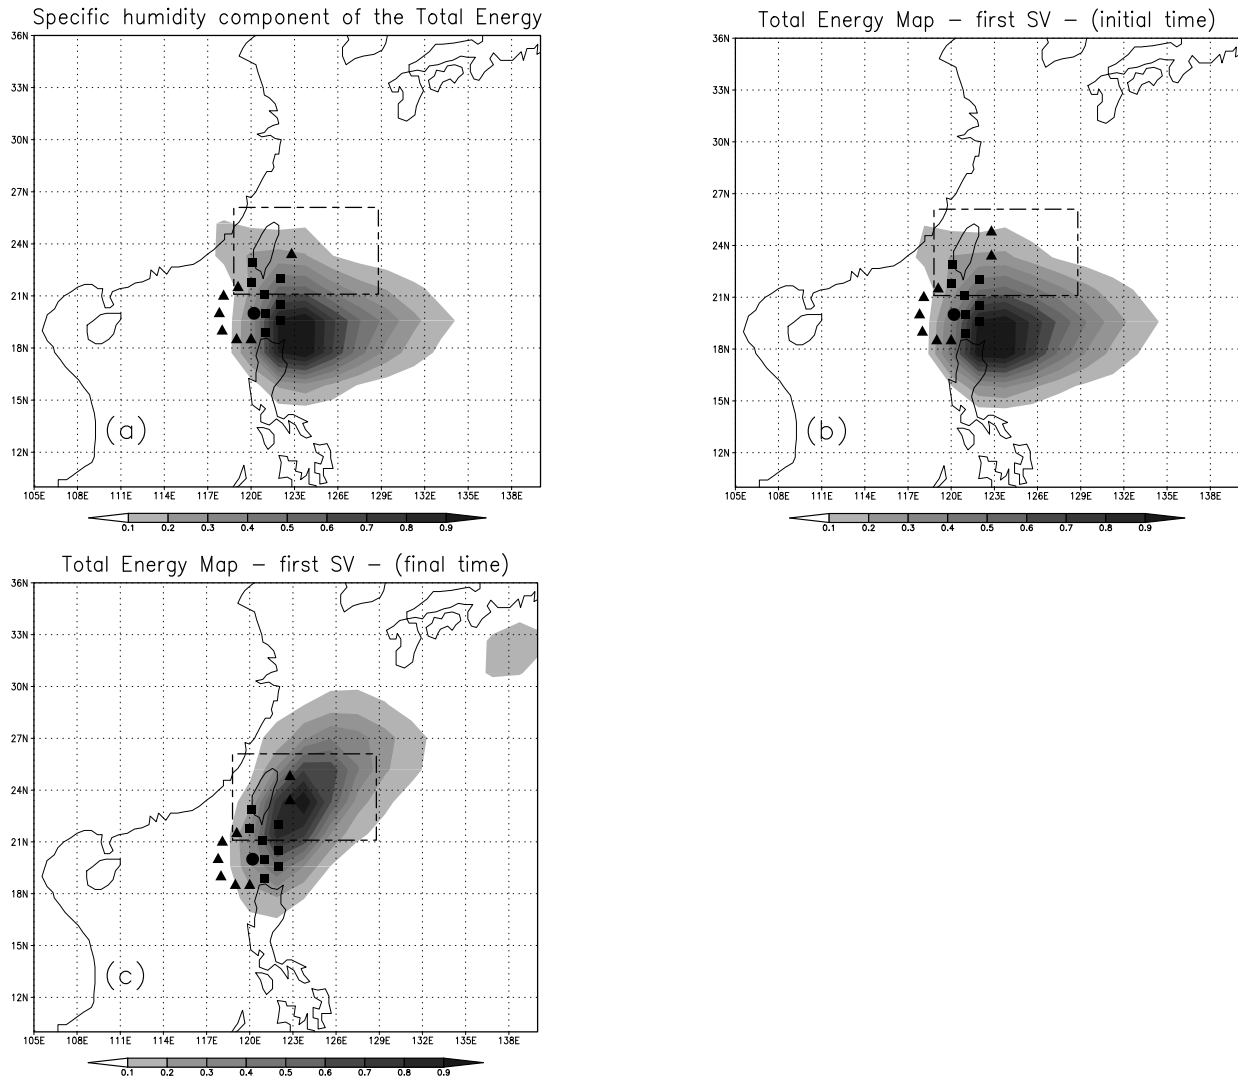 Specific humidity component of the Total Energy
36N
33N
30N
27N
24N
21N
18N
15N
12N
(a)
105E 108E 111E 114E 117E 120E 123E 126E 129E 132E 135E 138E
0.1 0.2 0.3 0.4 0.5 0.6 0.7 0.8 0.9
Total Energy Map – first SV – (initial time)
36N
33N
30N
27N
24N
21N
18N
15N
12N
(b)
105E 108E 111E 114E 117E 120E 123E 126E 129E 132E 135E 138E
0.1 0.2 0.3 0.4 0.5 0.6 0.7 0.8 0.9
Total Energy Map – first SV – (final time)
36N
33N
30N
27N
24N
21N
18N
15N
12N
(c)
105E 108E 111E 114E 117E 120E 123E 126E 129E 132E 135E 138E
0.1 0.2 0.3 0.4 0.5 0.6 0.7 0.8 0.9